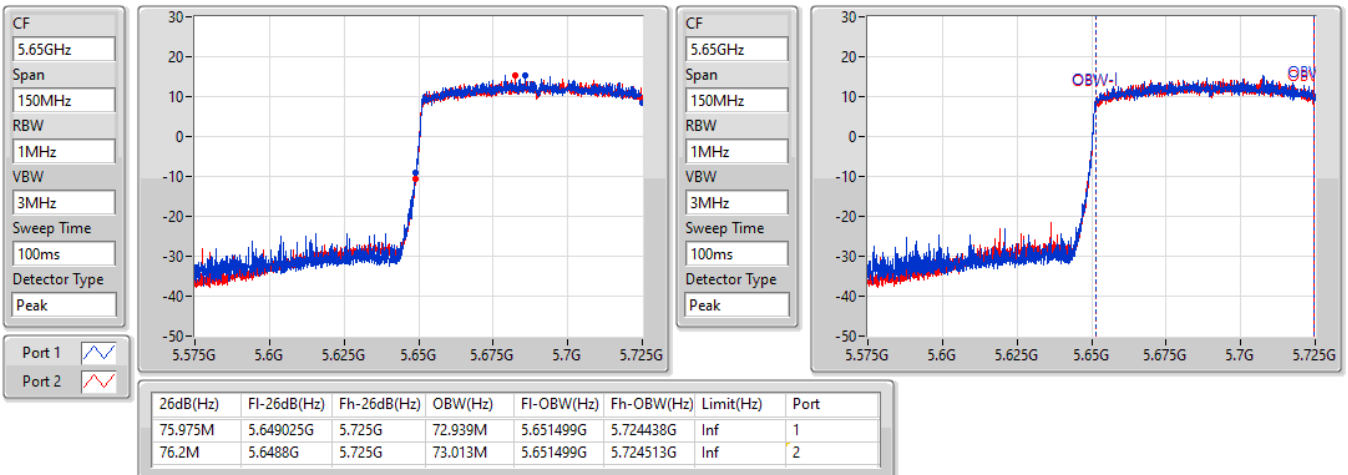 CF
5.65GHz
Span
150MHz
RBW
1MHz
VBW
3MHz
Sweep Time
100ms
Detector Type
Peak
Port 1
Port 2
30
20
10
0
-10
-20
-30
-40
-50
5.575G 5.6G 5.625G 5.65G 5.675G 5.7G 5.725G
CF
5.65GHz
Span
150MHz
RBW
1MHz
VBW
3MHz
Sweep Time
100ms
Detector Type
Peak
30
20
10
0
-10
-20
-30
-40
-50
OBW-l
OBW
5.575G 5.6G 5.625G 5.65G 5.675G 5.7G 5.725G
26dB(Hz) Fl-26dB(Hz) Fh-26dB(Hz) OBW(Hz) Fl-OBW(Hz) Fh-OBW(Hz) Limit(Hz) Port
75.975M 5.649025G 5.725G 72.939M 5.651499G 5.724438G Inf 1
76.2M 5.6488G 5.725G 73.013M 5.651499G 5.724513G Inf 2